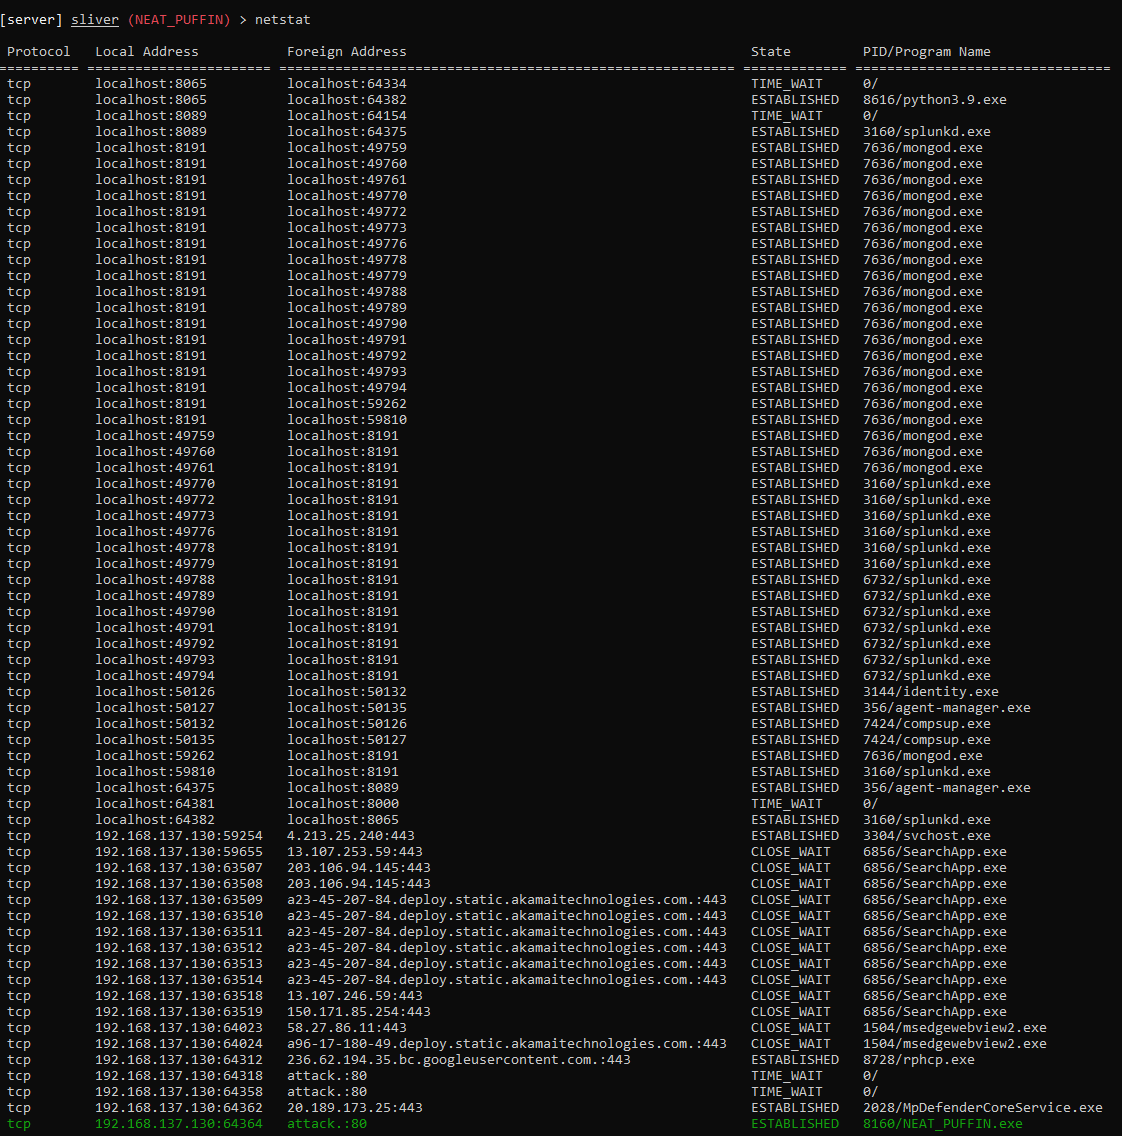 [server] sliver (NEAT_PUFFIN) > netstat
Protocol Local Address Foreign Address State PID/Program Name
========== ======================= ========================================================= ============= ================================
tcp localhost:8065 localhost:64334 TIME_WAIT 0/
tcp localhost:8065 localhost:64382 ESTABLISHED 8616/python3.9.exe
tcp localhost:8089 localhost:64154 TIME_WAIT 0/
tcp localhost:8089 localhost:64375 ESTABLISHED 3160/splunkd.exe
tcp localhost:8191 localhost:49759 ESTABLISHED 7636/mongod.exe
tcp localhost:8191 localhost:49760 ESTABLISHED 7636/mongod.exe
tcp localhost:8191 localhost:49761 ESTABLISHED 7636/mongod.exe
tcp localhost:8191 localhost:49770 ESTABLISHED 7636/mongod.exe
tcp localhost:8191 localhost:49772 ESTABLISHED 7636/mongod.exe
tcp localhost:8191 localhost:49773 ESTABLISHED 7636/mongod.exe
tcp localhost:8191 localhost:49776 ESTABLISHED 7636/mongod.exe
tcp localhost:8191 localhost:49778 ESTABLISHED 7636/mongod.exe
tcp localhost:8191 localhost:49779 ESTABLISHED 7636/mongod.exe
tcp localhost:8191 localhost:49788 ESTABLISHED 7636/mongod.exe
tcp localhost:8191 localhost:49789 ESTABLISHED 7636/mongod.exe
tcp localhost:8191 localhost:49790 ESTABLISHED 7636/mongod.exe
tcp localhost:8191 localhost:49791 ESTABLISHED 7636/mongod.exe
tcp localhost:8191 localhost:49792 ESTABLISHED 7636/mongod.exe
tcp localhost:8191 localhost:49793 ESTABLISHED 7636/mongod.exe
tcp localhost:8191 localhost:49794 ESTABLISHED 7636/mongod.exe
tcp localhost:8191 localhost:59262 ESTABLISHED 7636/mongod.exe
tcp localhost:8191 localhost:59810 ESTABLISHED 7636/mongod.exe
tcp localhost:49759 localhost:8191 ESTABLISHED 7636/mongod.exe
tcp localhost:49760 localhost:8191 ESTABLISHED 7636/mongod.exe
tcp localhost:49761 localhost:8191 ESTABLISHED 7636/mongod.exe
tcp localhost:49770 localhost:8191 ESTABLISHED 3160/splunkd.exe
tcp localhost:49772 localhost:8191 ESTABLISHED 3160/splunkd.exe
tcp localhost:49773 localhost:8191 ESTABLISHED 3160/splunkd.exe
tcp localhost:49776 localhost:8191 ESTABLISHED 3160/splunkd.exe
tcp localhost:49778 localhost:8191 ESTABLISHED 3160/splunkd.exe
tcp localhost:49779 localhost:8191 ESTABLISHED 3160/splunkd.exe
tcp localhost:49788 localhost:8191 ESTABLISHED 6732/splunkd.exe
tcp localhost:49789 localhost:8191 ESTABLISHED 6732/splunkd.exe
tcp localhost:49790 localhost:8191 ESTABLISHED 6732/splunkd.exe
tcp localhost:49791 localhost:8191 ESTABLISHED 6732/splunkd.exe
tcp localhost:49792 localhost:8191 ESTABLISHED 6732/splunkd.exe
tcp localhost:49793 localhost:8191 ESTABLISHED 6732/splunkd.exe
tcp localhost:49794 localhost:8191 ESTABLISHED 6732/splunkd.exe
tcp localhost:50126 localhost:50132 ESTABLISHED 3144/identity.exe
tcp localhost:50127 localhost:50135 ESTABLISHED 356/agent-manager.exe
tcp localhost:50132 localhost:50126 ESTABLISHED 7424/compsup.exe
tcp localhost:50135 localhost:50127 ESTABLISHED 7424/compsup.exe
tcp localhost:59262 localhost:8191 ESTABLISHED 7636/mongod.exe
tcp localhost:59810 localhost:8191 ESTABLISHED 3160/splunkd.exe
tcp localhost:64375 localhost:8089 ESTABLISHED 356/agent-manager.exe
tcp localhost:64381 localhost:8000 TIME_WAIT 0/
tcp localhost:64382 localhost:8065 ESTABLISHED 3160/splunkd.exe
tcp 192.168.137.130:59254 4.213.25.240:443 ESTABLISHED 3304/svchost.exe
tcp 192.168.137.130:59655 13.107.253.59:443 CLOSE_WAIT 6856/SearchApp.exe
tcp 192.168.137.130:63507 203.106.94.145:443 CLOSE_WAIT 6856/SearchApp.exe
tcp 192.168.137.130:63508 203.106.94.145:443 CLOSE_WAIT 6856/SearchApp.exe
tcp 192.168.137.130:63509 a23-45-207-84.deploy.static.akamaitechnologies.com.:443 CLOSE_WAIT 6856/SearchApp.exe
tcp 192.168.137.130:63510 a23-45-207-84.deploy.static.akamaitechnologies.com.:443 CLOSE_WAIT 6856/SearchApp.exe
tcp 192.168.137.130:63511 a23-45-207-84.deploy.static.akamaitechnologies.com.:443 CLOSE_WAIT 6856/SearchApp.exe
tcp 192.168.137.130:63512 a23-45-207-84.deploy.static.akamaitechnologies.com.:443 CLOSE_WAIT 6856/SearchApp.exe
tcp 192.168.137.130:63513 a23-45-207-84.deploy.static.akamaitechnologies.com.:443 CLOSE_WAIT 6856/SearchApp.exe
tcp 192.168.137.130:63514 a23-45-207-84.deploy.static.akamaitechnologies.com.:443 CLOSE_WAIT 6856/SearchApp.exe
tcp 192.168.137.130:63518 13.107.246.59:443 CLOSE_WAIT 6856/SearchApp.exe
tcp 192.168.137.130:63519 150.171.85.254:443 CLOSE_WAIT 6856/SearchApp.exe
tcp 192.168.137.130:64023 58.27.86.11:443 CLOSE_WAIT 1504/msedgewebview2.exe
tcp 192.168.137.130:64024 a96-17-180-49.deploy.static.akamaitechnologies.com.:443 CLOSE_WAIT 1504/msedgewebview2.exe
tcp 192.168.137.130:64312 236.62.194.35.bc.googleusercontent.com.:443 ESTABLISHED 8728/rphcp.exe
tcp 192.168.137.130:64318 attack.:80 TIME_WAIT 0/
tcp 192.168.137.130:64358 attack.:80 TIME_WAIT 0/
tcp 192.168.137.130:64362 20.189.173.25:443 ESTABLISHED 2028/MpDefenderCoreService.exe
tcp 192.168.137.130:64364 attack.:80 ESTABLISHED 8160/NEAT_PUFFIN.exe